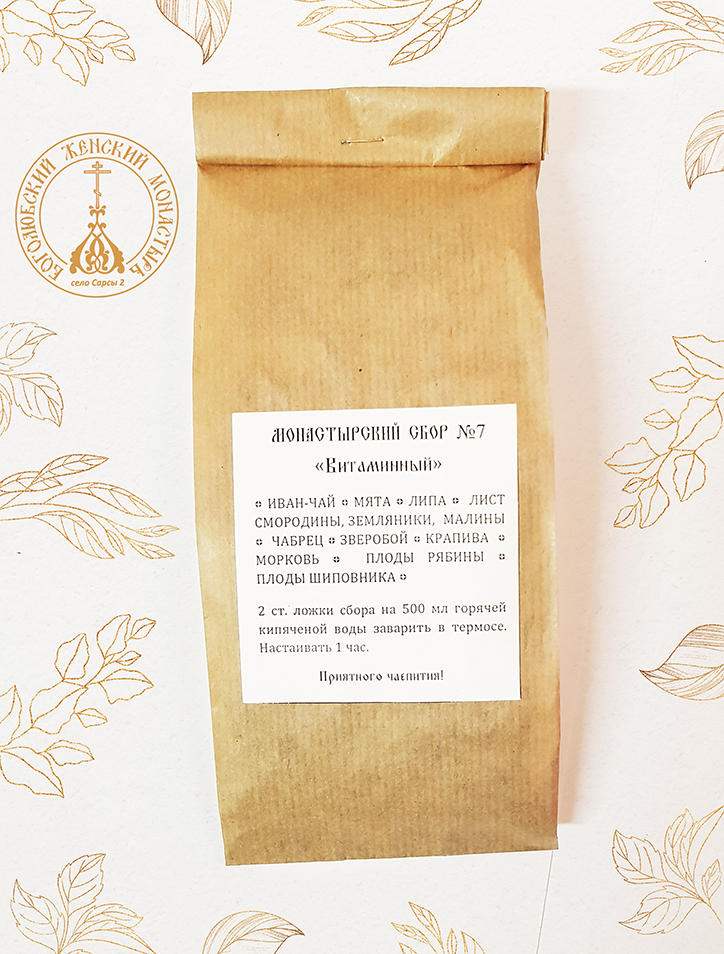 БОГОЛЮБСКИЙ ЖЕНСКИЙ МОНАСТЫРЬ
село Сарсы 2
МОНАСТЫРСКИЙ СБОР №7
«Витаминный»
¤ ИВАН-ЧАЙ ¤ МЯТА ¤ ЛИПА ¤ ЛИСТ
СМОРОДИНЫ, ЗЕМЛЯНИКИ, МАЛИНЫ
¤ ЧАБРЕЦ ¤ ЗВЕРОБОЙ ¤ КРАПИВА ¤
МОРКОВЬ ¤ ПЛОДЫ РЯБИНЫ ¤
ПЛОДЫ ШИПОВНИКА ¤
2 ст. ложки сбора на 500 мл горячей
кипяченой воды заварить в термосе.
Настаивать 1 час.
Приятного чаепития!